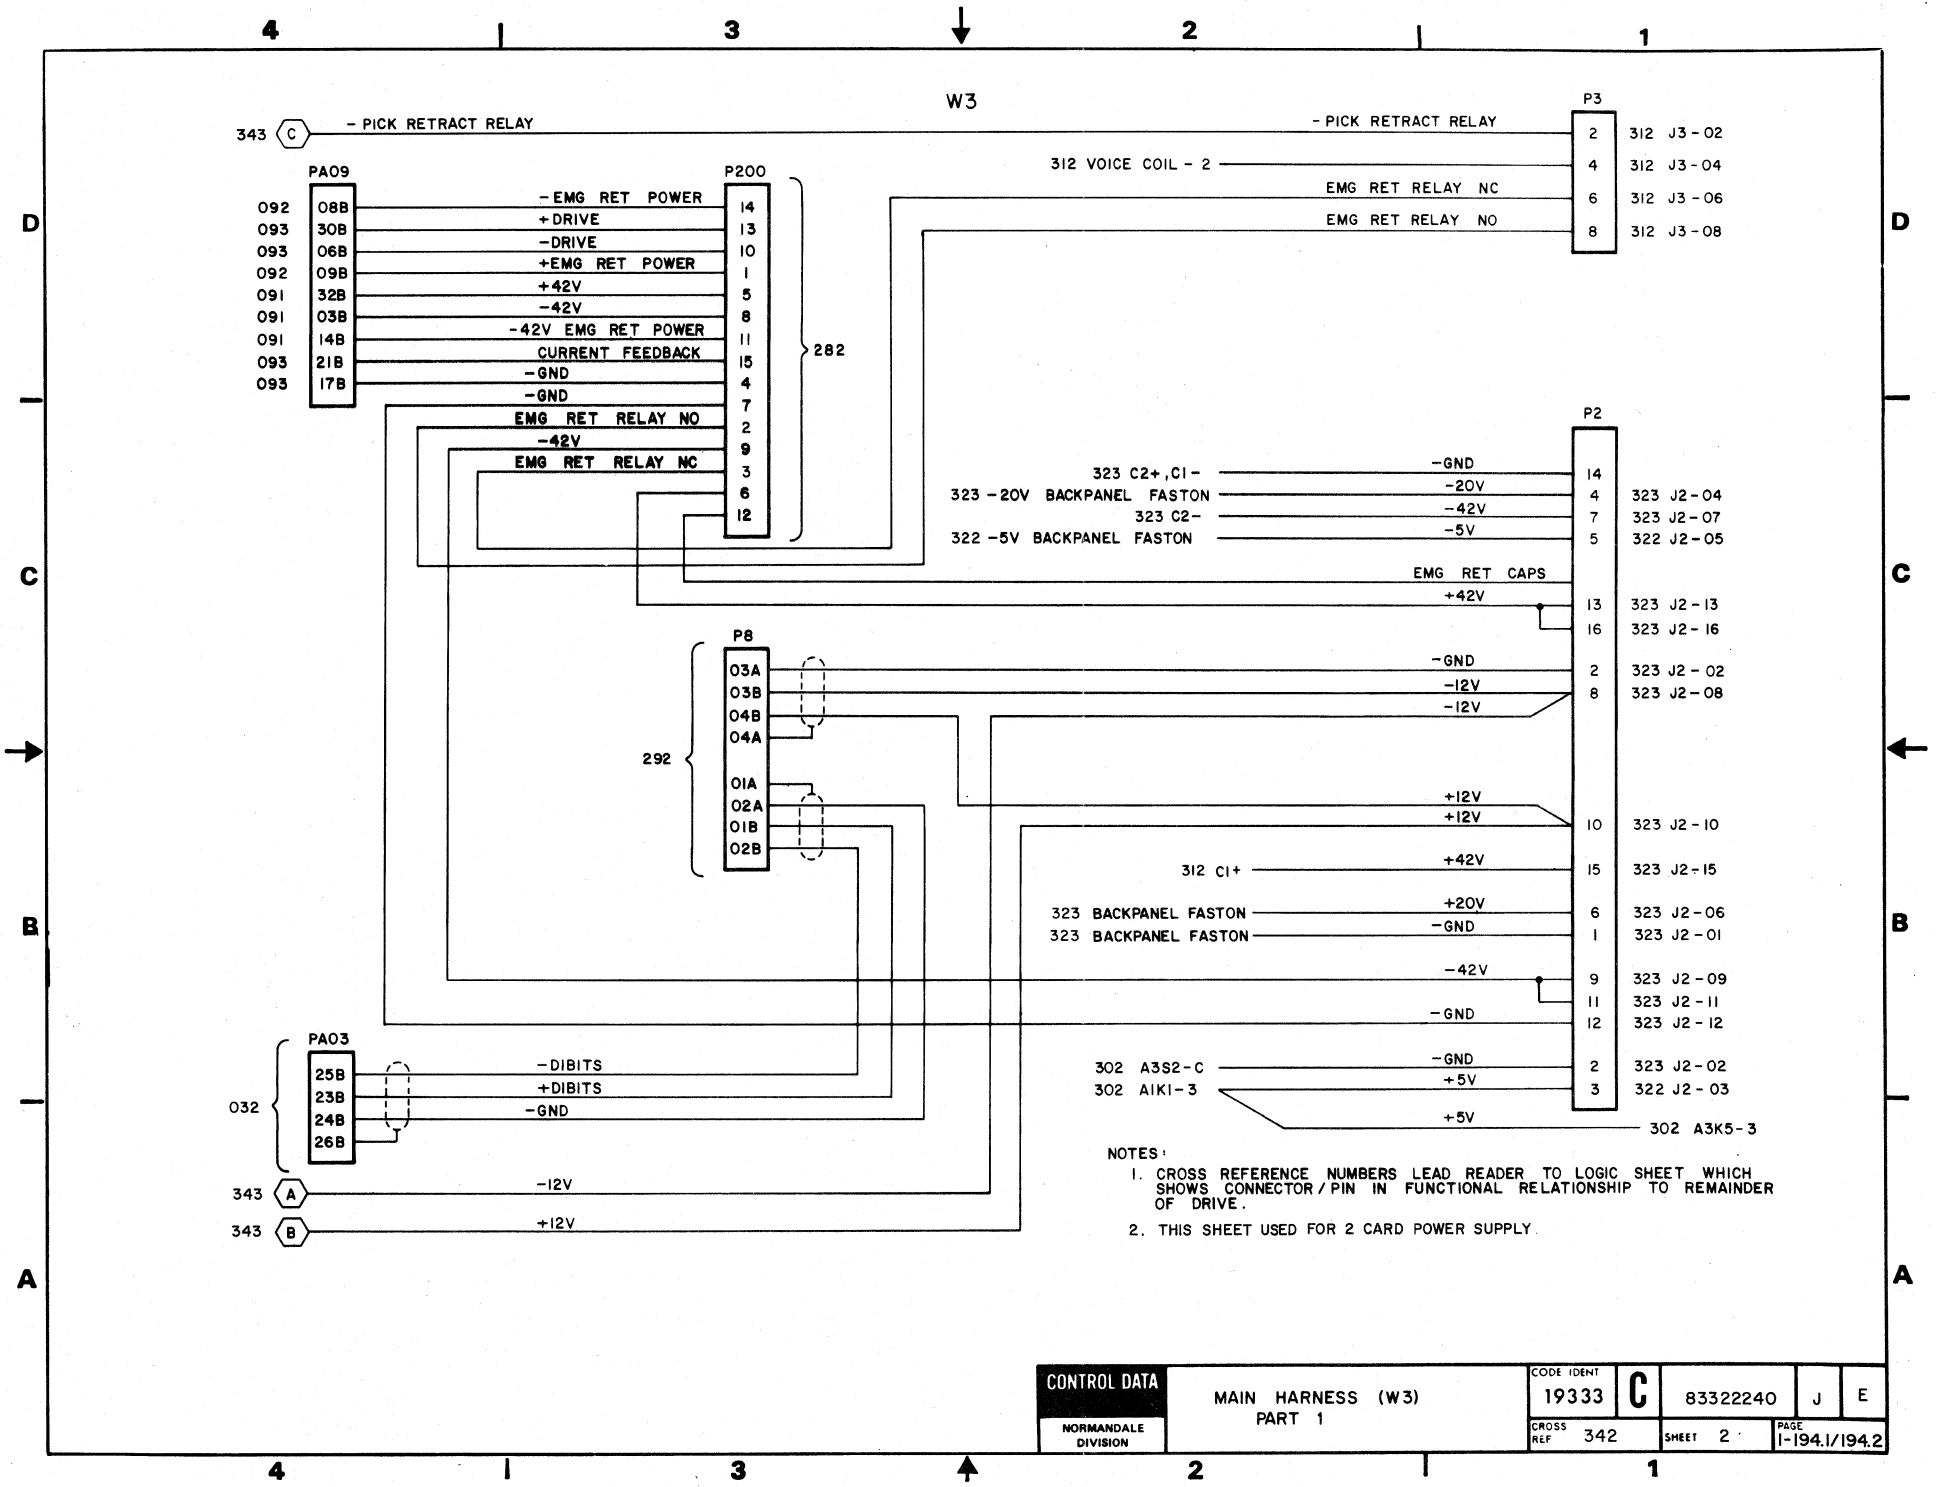 4 3 2 1
W3
343 C - PICK RETRACT RELAY - PICK RETRACT RELAY
P3
2 312 J3-02
312 VOICE COIL - 2 4 312 J3-04
EMG RET RELAY NC 6 312 J3-06
EMG RET RELAY NO 8 312 J3-08
D D
PA09 P200
092 08B -EMG RET POWER 14
093 30B +DRIVE 13
093 06B -DRIVE 10
092 09B +EMG RET POWER 1
091 32B +42V 5
091 03B -42V 8
091 14B -42V EMG RET POWER 11
093 21B CURRENT FEEDBACK 15
093 17B -GND 4
-GND 7
EMG RET RELAY NO 2
-42V 9
EMG RET RELAY NC 3
6
12
282
P2
323 C2+,C1- -GND 14
323 -20V BACKPANEL FASTON -20V 4 323 J2-04
323 C2- -42V 7 323 J2-07
322 -5V BACKPANEL FASTON -5V 5 322 J2-05
C C
EMG RET CAPS
+42V 13 323 J2-13
16 323 J2-16
P8
03A -GND 2 323 J2-02
03B -12V 8 323 J2-08
04B -12V
04A
292
01A
02A +12V
01B +12V 10 323 J2-10
02B
312 C1+ +42V 15 323 J2-15
323 BACKPANEL FASTON +20V 6 323 J2-06
323 BACKPANEL FASTON -GND 1 323 J2-01
B B
-42V 9 323 J2-09
11 323 J2-11
-GND 12 323 J2-12
PA03
25B -DIBITS
23B +DIBITS
24B -GND
26B
032
302 A3S2-C -GND 2 323 J2-02
302 A1K1-3 +5V 3 322 J2-03
+5V 302 A3K5-3
343 A -12V
343 B +12V
NOTES:
1. CROSS REFERENCE NUMBERS LEAD READER TO LOGIC SHEET WHICH
SHOWS CONNECTOR/PIN IN FUNCTIONAL RELATIONSHIP TO REMAINDER
OF DRIVE.
2. THIS SHEET USED FOR 2 CARD POWER SUPPLY.
A A
CONTROL DATA
NORMANDALE
DIVISION
MAIN HARNESS (W3)
PART 1
CODE IDENT
19333 C 83322240 J E
CROSS
REF 342 SHEET 2 PAGE
1-194.1/194.2
4 3 2 1